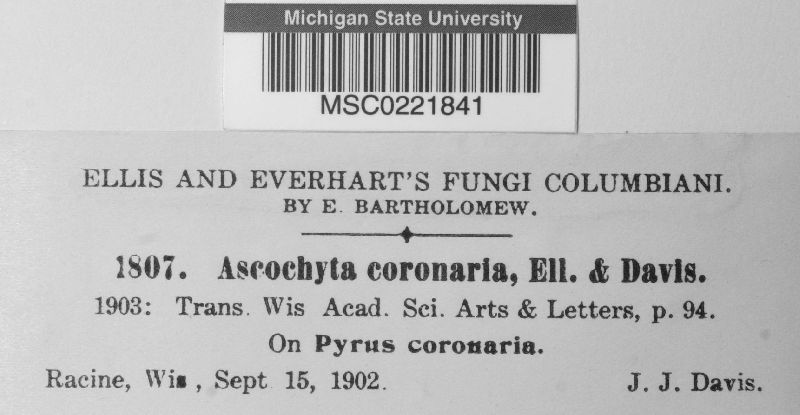 Michigan State University
MSC0221841
ELLIS AND EVERHART'S FUNGI COLUMBIANI.
BY E. BARTHOLOMEW.
1807. Ascochyta coronaria, Ell. & Davis.
1903: Trans. Wis Acad. Sci. Arts & Letters, p. 94.
On Pyrus coronaria.
Racine, Wis, Sept 15, 1902. J. J. Davis.